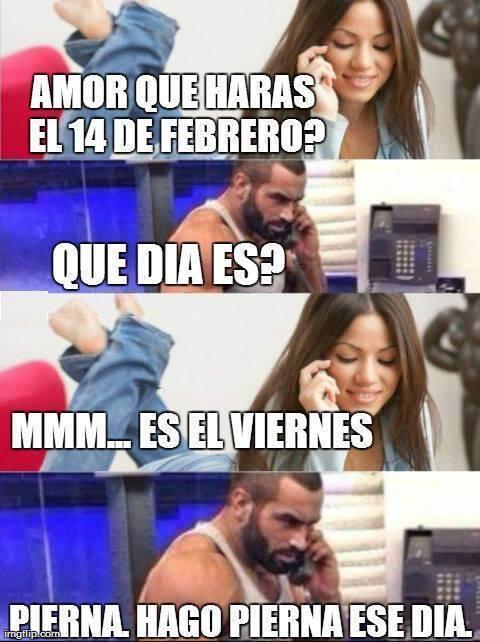 AMOR QUE HARAS
EL 14 DE FEBRERO?
QUE DIA ES?
MMM... ES EL VIERNES
PIERNA. HAGO PIERNA ESE DIA.
imgflip.com